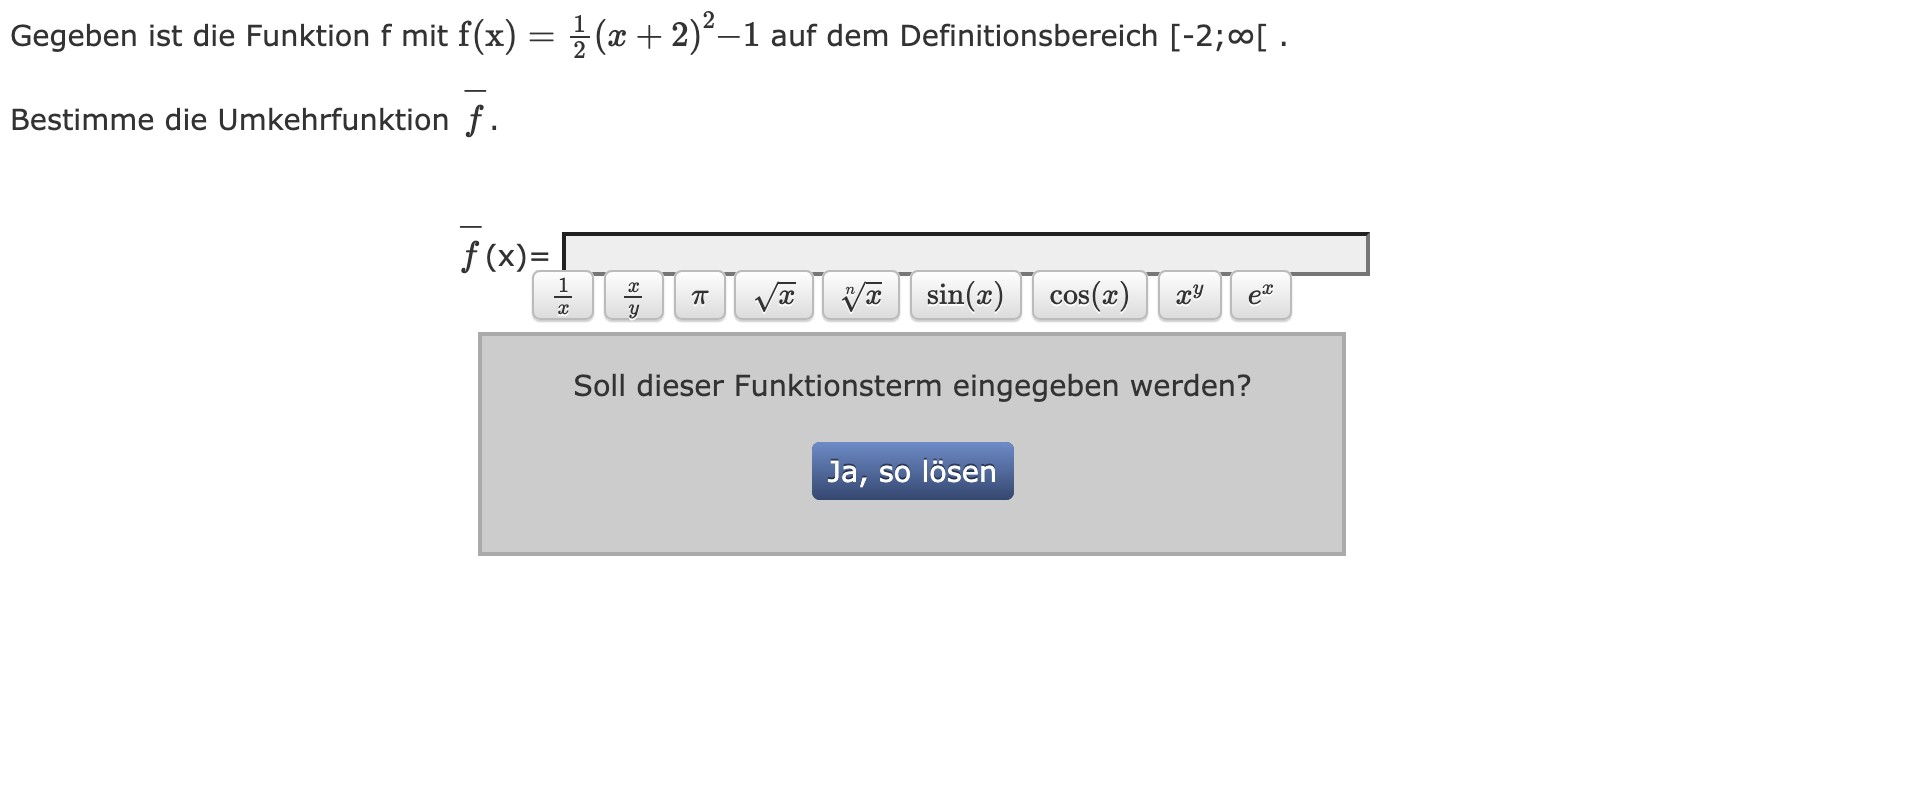 Gegeben ist die Funktion f mit f(x) = \frac{1}{2}(x + 2)^2−1 auf dem Definitionsbereich [-2;∞[ .
Bestimme die Umkehrfunktion \overline{f}.
\overline{f}(x)=
\frac{1}{x} \frac{x}{y} π \sqrt{x} \sqrt[n]{x} sin(x) cos(x) x^y e^x
Soll dieser Funktionsterm eingegeben werden?
Ja, so lösen